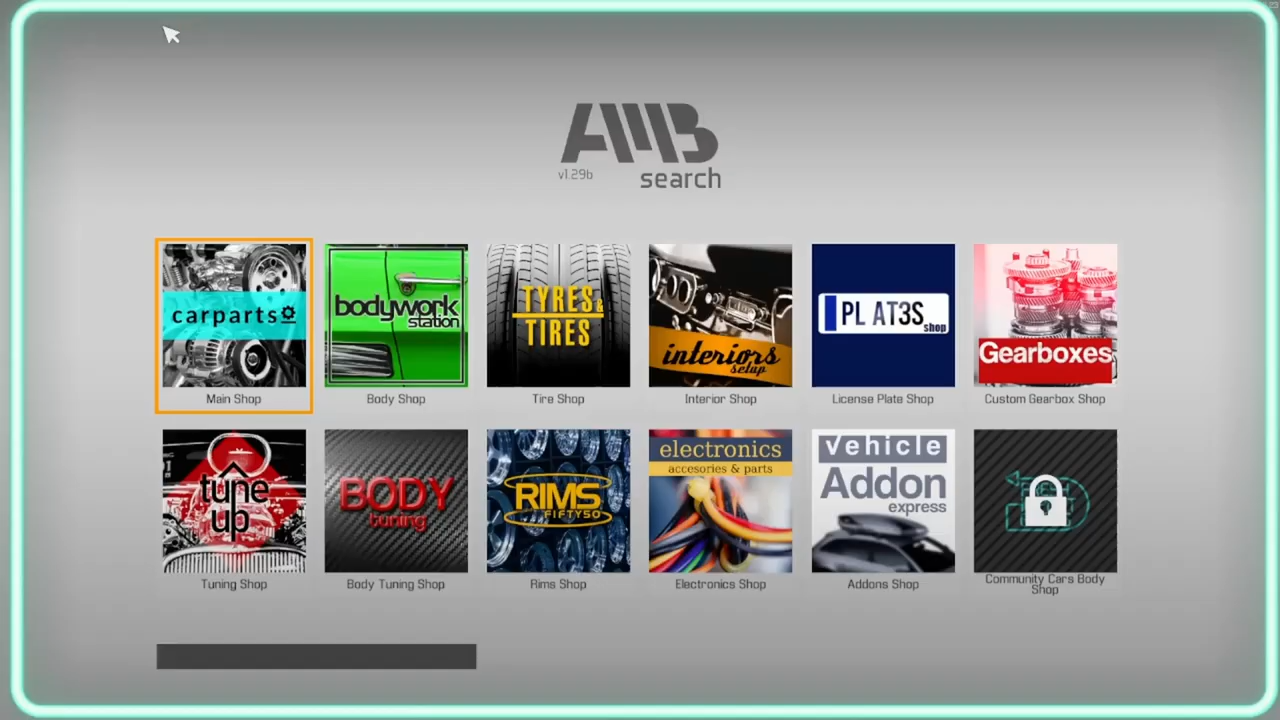 AMB
v1.29b
search
carparts
Main Shop
bodywork
station
Body Shop
TYRES &
TIRES
Tire Shop
interiors
setup
Interior Shop
PL AT3S
shop
License Plate Shop
Gearboxes
Custom Gearbox Shop
tune
up
Tuning Shop
BODY
tuning
Body Tuning Shop
RIMS
FIFTY50
Rims Shop
electronics
accesories & parts
Electronics Shop
vehicle
Addon
express
Addons Shop
Community Cars Body
Shop